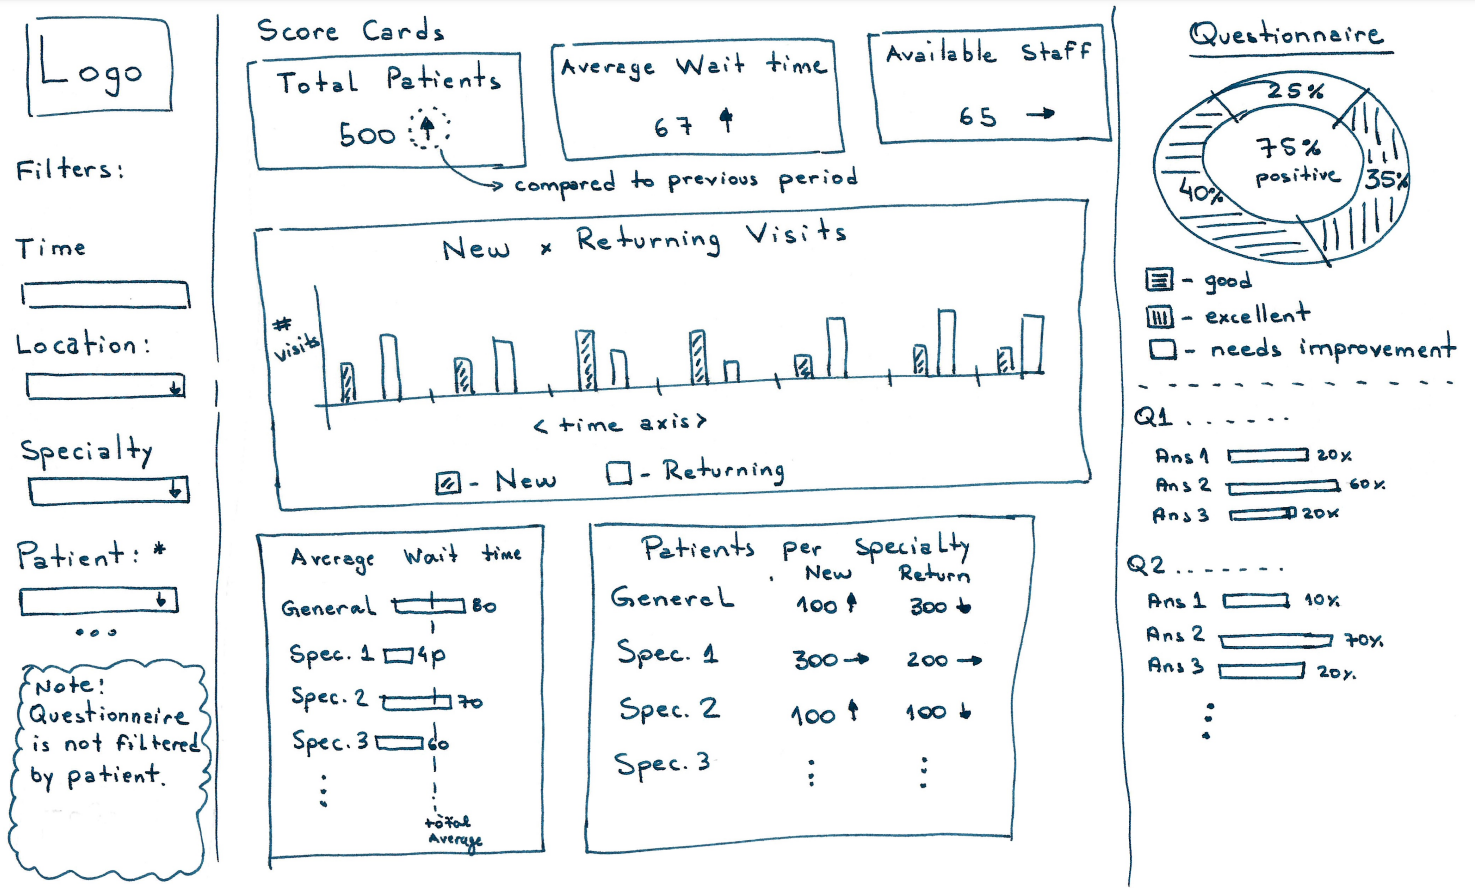 Logo
Filters:
Time
Location:
Specialty
Patient: *
...
Note!
Questionnaire
is not filtered
by patient.
Score Cards
Total Patients
500 ↑
Average Wait time
67 ↑
Available Staff
65 →
compared to previous period
New x Returning Visits
#
visits
< time axis >
- New
- Returning
Average Wait time
General 80
Spec. 1 40
Spec. 2 70
Spec. 3 60
total
Average
Patients per Specialty
New Return
General 100 ↑ 300 ↓
Spec. 1 300 → 200 →
Spec. 2 100 ↑ 100 ↓
Spec. 3
Questionnaire
25%
75%
positive
35%
40%
- good
- excellent
- needs improvement
Q1.......
Ans 1 20%
Ans 2 60%
Ans 3 20%
Q2........
Ans 1 10%
Ans 2 70%
Ans 3 20%